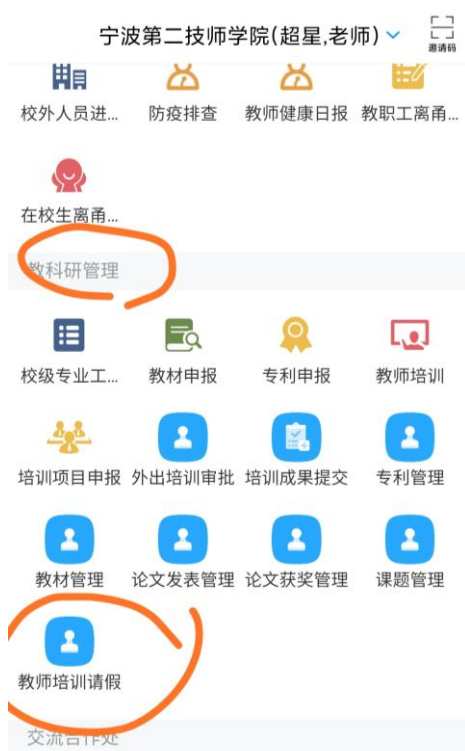 宁波第二技师学院(超星,老师)
邀请码
校外人员进...
防疫排查
教师健康日报
教职工离甬...
在校生离甬...
教科研管理
校级专业工...
教材申报
专利申报
教师培训
培训项目申报
外出培训审批
培训成果提交
专利管理
教材管理
论文发表管理
论文获奖管理
课题管理
教师培训请假
交流合作处